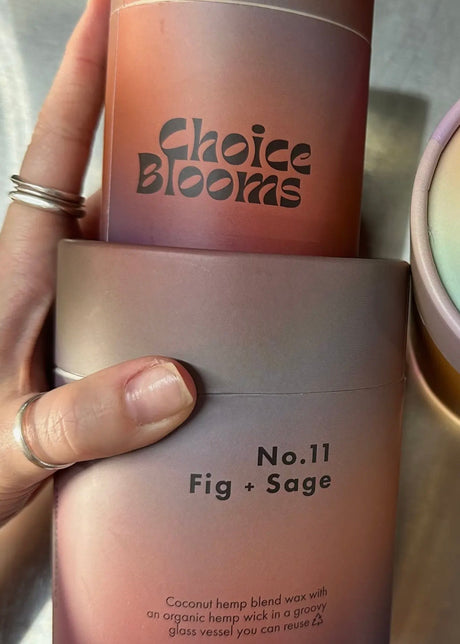 Choice
Blooms
No.11
Fig + Sage
Coconut hemp blend wax with
an organic hemp wick in a groovy
glass vessel you can reuse